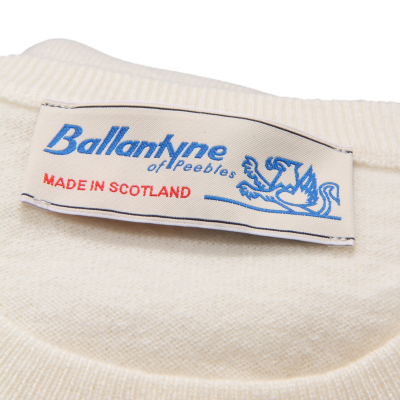 Ballantyne
of Peebles
MADE IN SCOTLAND